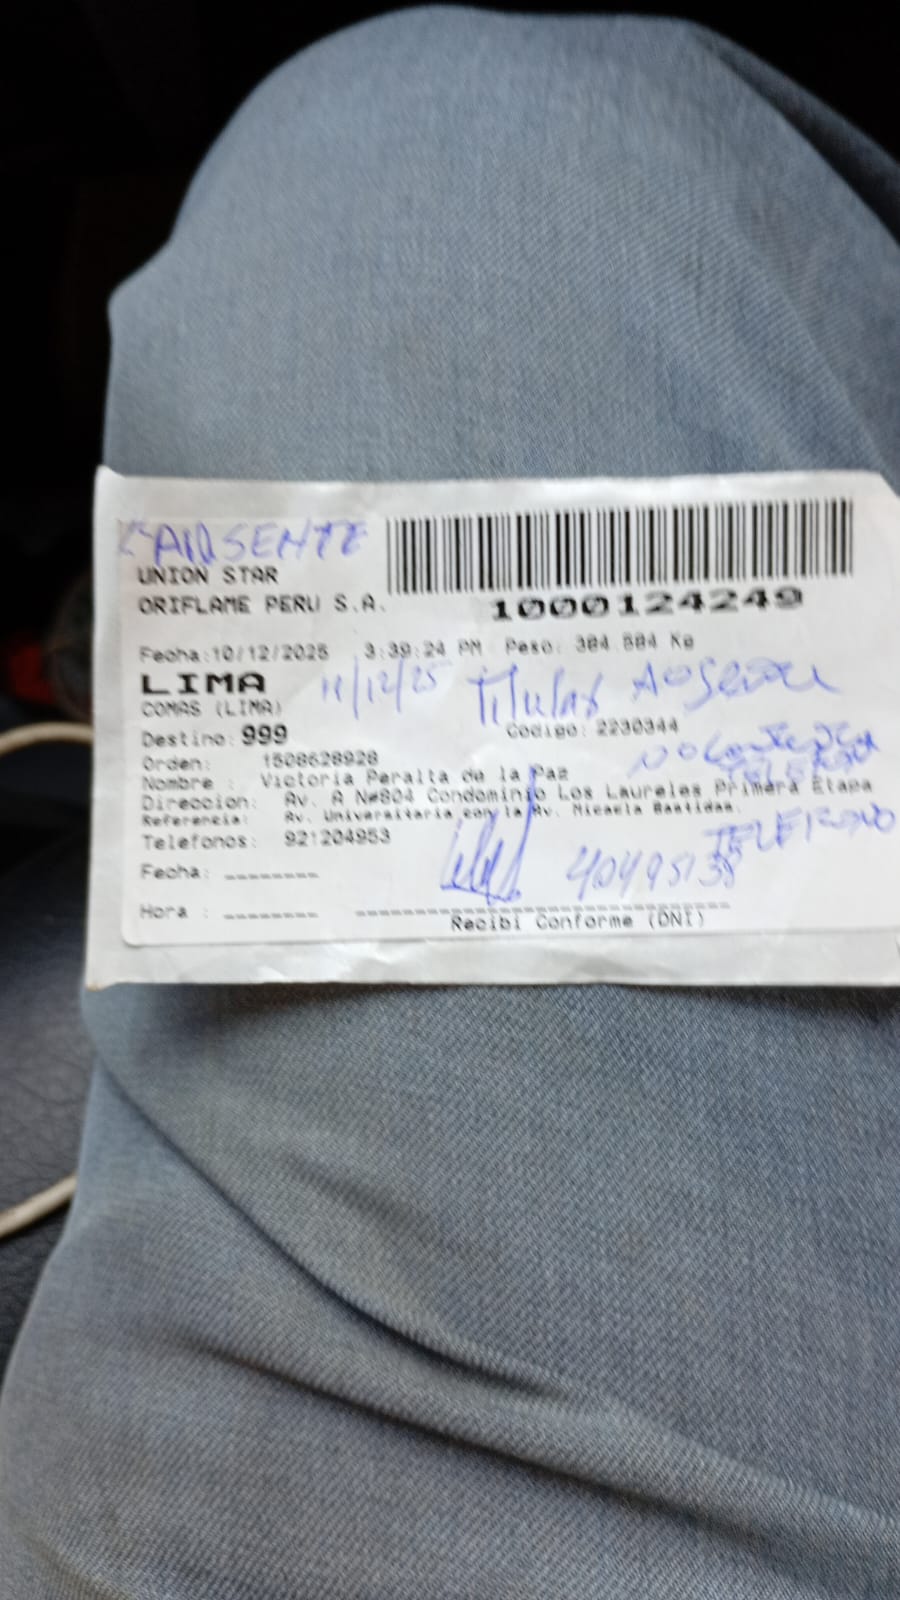 AUSENTE
UNION STAR
ORIFLAME PERU S.A.
1000124249
Fecha:10/12/2025 3:39:24 PM Peso: Kg
LIMA 11/12/25 Titular
COMAS (LIMA)
Destino: 999 Codigo: 2230344
Orden: 1508628928
Nombre : Victoria Peralta de la Paz
Direccion: Av. A N#804 Condominio Los Laureles Primera Etapa
Referencia: Av. Universitaria con la Av. Micaela Bastidas.
Telefonos: 921204953
TELEFONO
Fecha: 40495138
Hora :
Recibi Conforme (DNI)